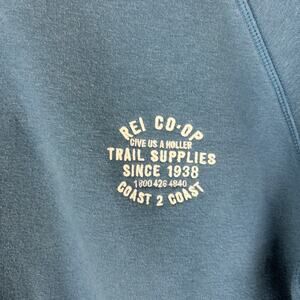 REI CO·OP
GIVE US A HOLLER
TRAIL SUPPLIES
SINCE 1938
1 800 426 4840
COAST 2 COAST